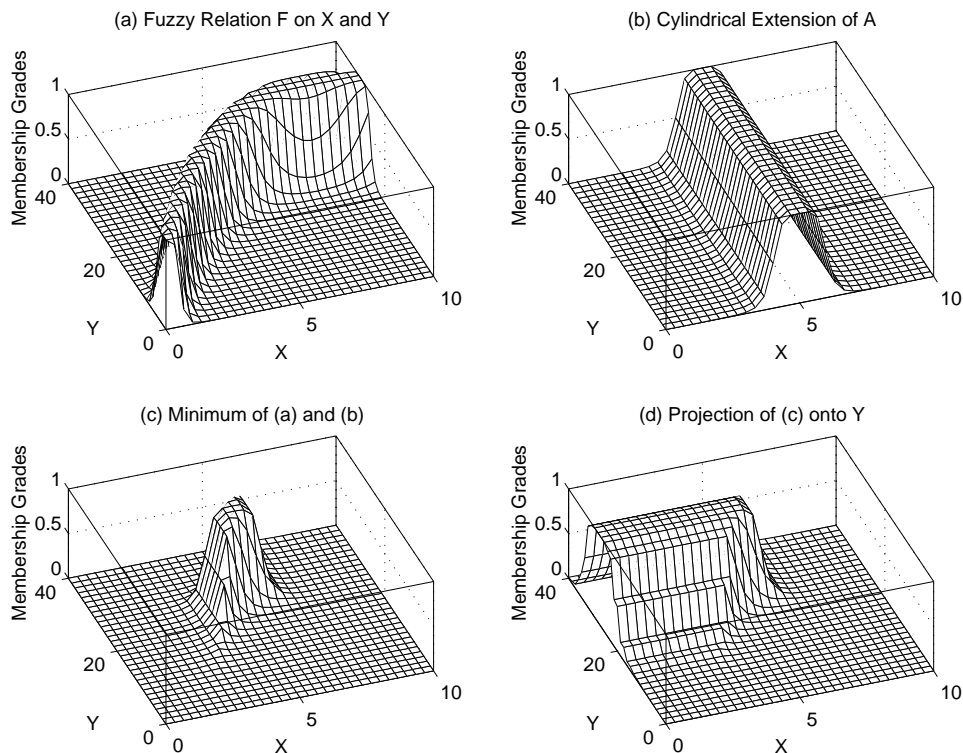 (a) Fuzzy Relation F on X and Y
1
0.5
0
40
20
0
0
5
10
Membership Grades
Y
X
(b) Cylindrical Extension of A
1
0.5
0
40
20
0
0
5
10
Membership Grades
Y
X
(c) Minimum of (a) and (b)
1
0.5
0
40
20
0
0
5
10
Membership Grades
Y
X
(d) Projection of (c) onto Y
1
0.5
0
40
20
0
0
5
10
Membership Grades
Y
X